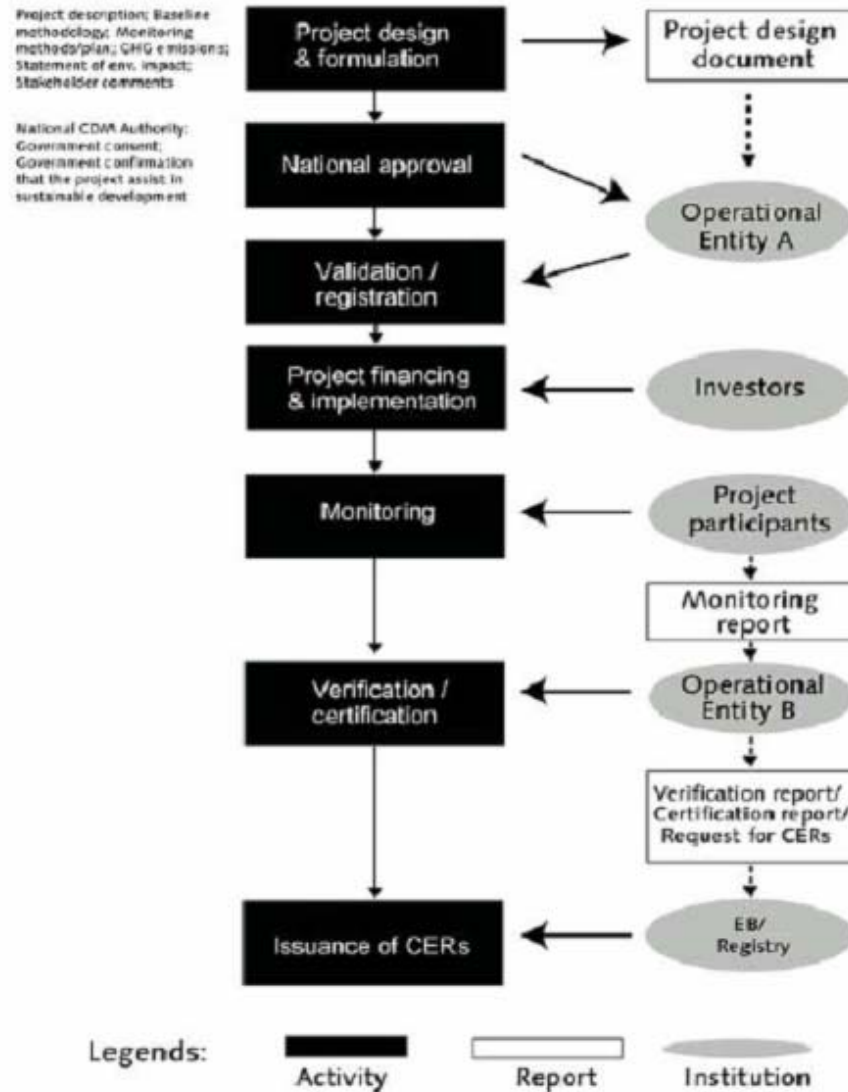 Project description; Baseline
methodology; Monitoring
methods/plan; GHG emissions;
Statement of env. impact;
Stakeholder comments
Project design
& formulation
Project design
document
National CDM Authority:
Government consent;
Government confirmation
that the project assist in
sustainable development
National approval
Operational
Entity A
Validation /
registration
Project financing
& implementation
Investors
Monitoring
Project
participants
Monitoring
report
Verification /
certification
Operational
Entity B
Verification report/
Certification report/
Request for CERs
Issuance of CERs
EB/
Registry
Legends:
Activity
Report
Institution